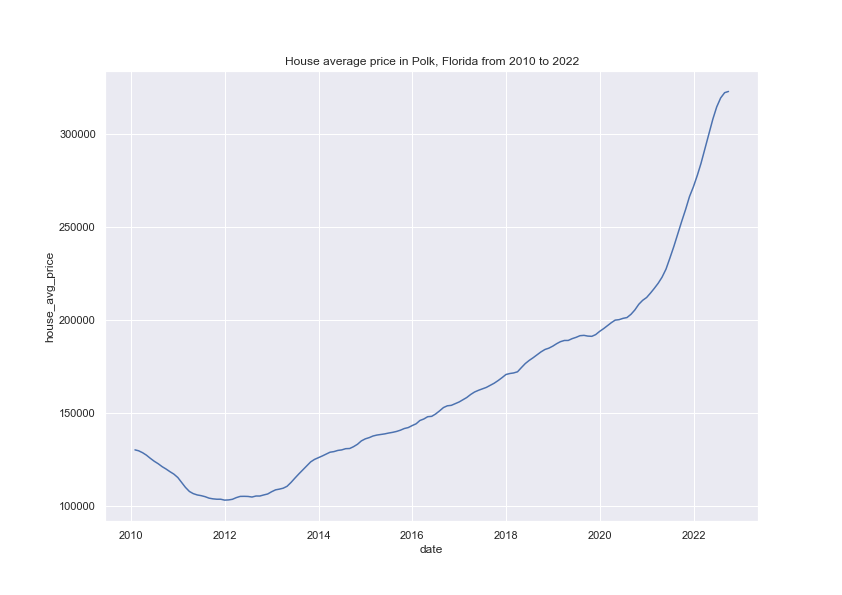 House average price in Polk, Florida from 2010 to 2022
300000
250000
200000
150000
100000
house_avg_price
2010 2012 2014 2016 2018 2020 2022
date